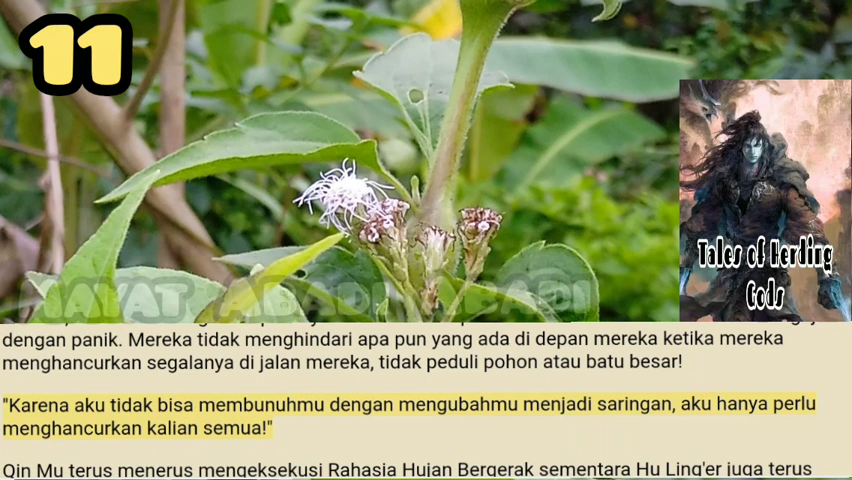 11
HAYAT ABADI ABADI
Tales of Herding
Gods
dengan panik. Mereka tidak menghindari apa pun yang ada di depan mereka ketika mereka
menghancurkan segalanya di jalan mereka, tidak peduli pohon atau batu besar!
"Karena aku tidak bisa membunuhmu dengan mengubahmu menjadi saringan, aku hanya perlu
menghancurkan kalian semua!"
Qin Mu terus menerus mengeksekusi Rahasia Hujan Bergerak sementara Hu Ling'er juga terus